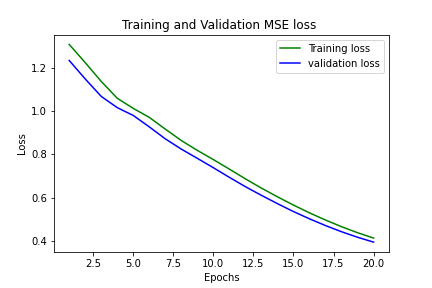 Training and Validation MSE loss
Training loss
validation loss
Loss
1.2
1.0
0.8
0.6
0.4
2.5 5.0 7.5 10.0 12.5 15.0 17.5 20.0
Epochs